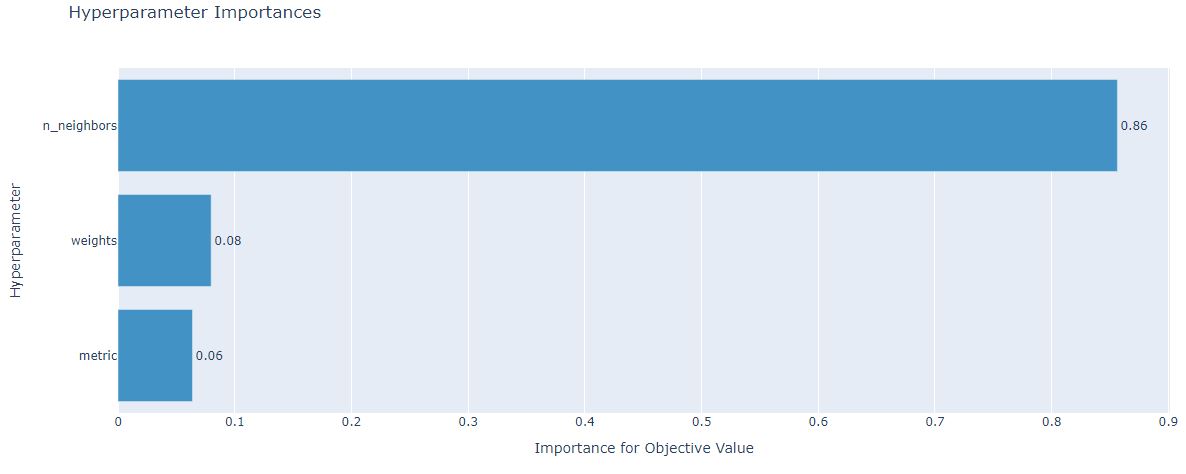 Hyperparameter Importances
Hyperparameter
n_neighbors
0.86
weights
0.08
metric
0.06
0 0.1 0.2 0.3 0.4 0.5 0.6 0.7 0.8 0.9
Importance for Objective Value